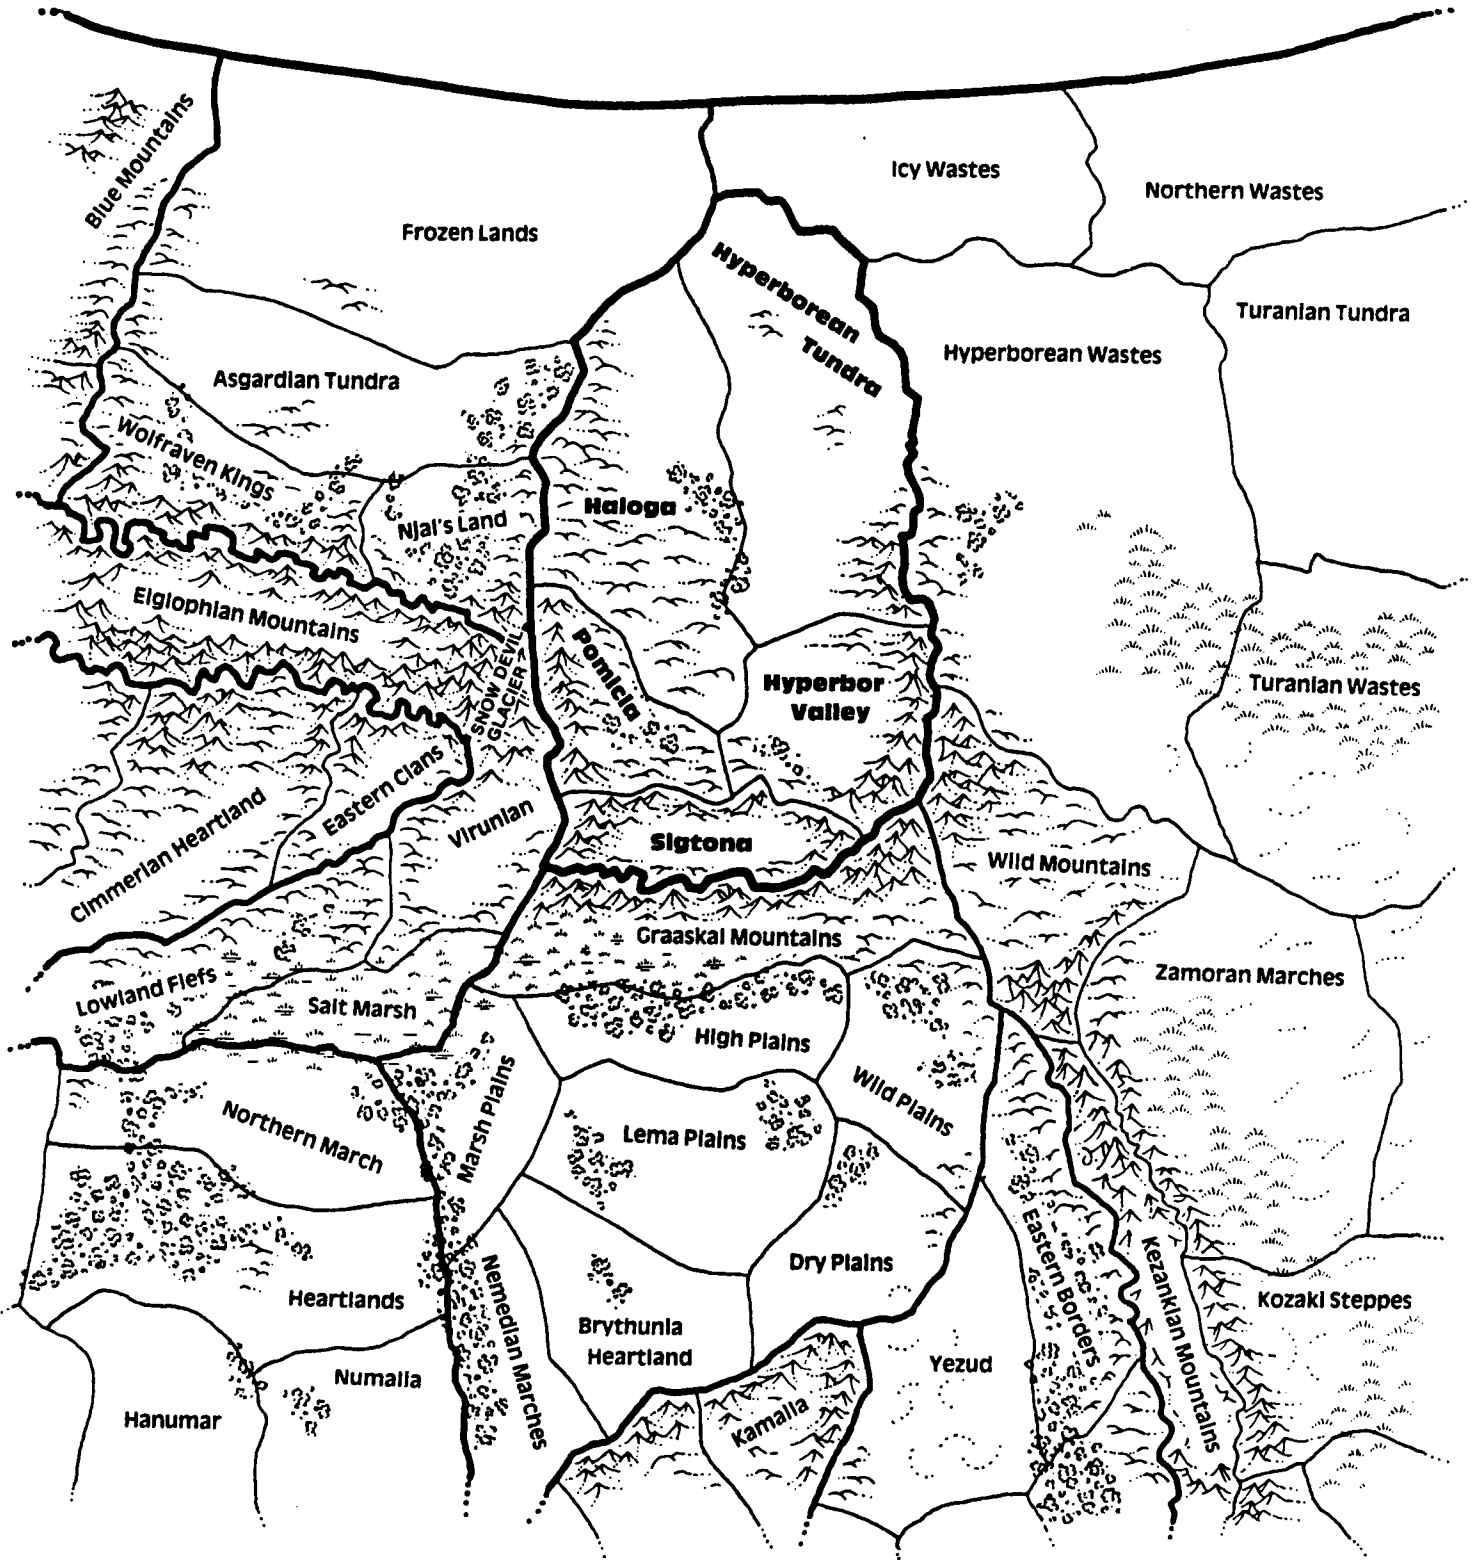 Blue Mountains
Frozen Lands
Icy Wastes
Northern Wastes
Hyperborean
Tundra
Turanian Tundra
Hyperborean Wastes
Asgardian Tundra
Wolfraven Kings
Njal's Land
Haloga
Eiglophian Mountains
SNOW DEVIL
GLACIER
Pomicia
Hyperbor
Valley
Turanian Wastes
Cimmerian Heartland
Eastern Clans
Virunian
Sigtona
Wild Mountains
Graaskal Mountains
Zamoran Marches
Lowland Fiefs
Salt Marsh
High Plains
Marsh Plains
Wild Plains
Northern March
Lema Plains
Eastern Borders
Kezankian Mountains
Dry Plains
Heartlands
Nemedian Marches
Kozaki Steppes
Brythunia
Heartland
Yezud
Numalia
Hanumar
Kamalia